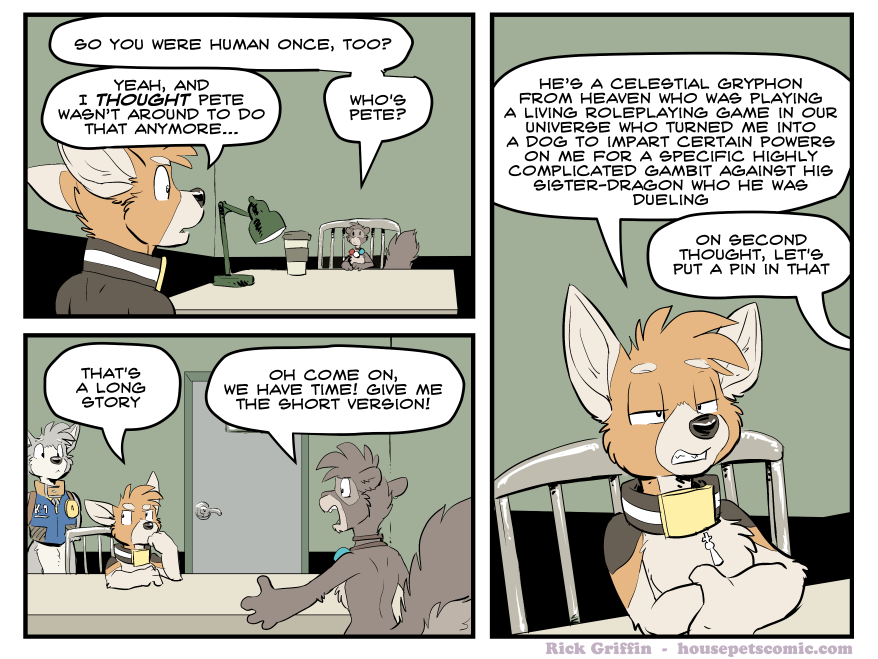 SO YOU WERE HUMAN ONCE, TOO?
YEAH, AND
I THOUGHT PETE
WASN'T AROUND TO DO
THAT ANYMORE...
WHO'S
PETE?
THAT'S
A LONG
STORY
OH COME ON,
WE HAVE TIME! GIVE ME
THE SHORT VERSION!
K9
HE'S A CELESTIAL GRYPHON
FROM HEAVEN WHO WAS PLAYING
A LIVING ROLEPLAYING GAME IN OUR
UNIVERSE WHO TURNED ME INTO
A DOG TO IMPART CERTAIN POWERS
ON ME FOR A SPECIFIC HIGHLY
COMPLICATED GAMBIT AGAINST HIS
SISTER-DRAGON WHO HE WAS
DUELING
ON SECOND
THOUGHT, LET'S
PUT A PIN IN THAT
Rick Griffin - housepetscomic.com